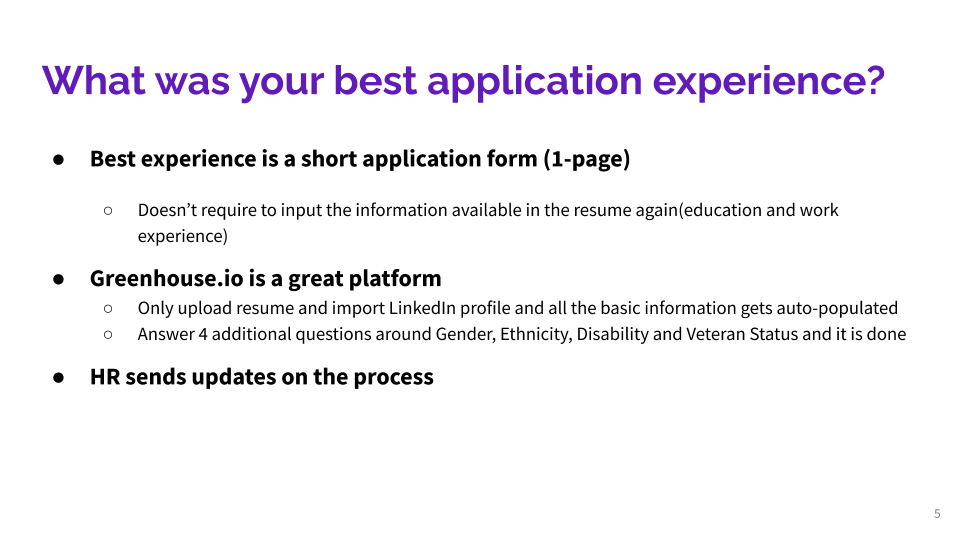 What was your best application experience?
● Best experience is a short application form (1-page)
○ Doesn’t require to input the information available in the resume again(education and work
experience)
● Greenhouse.io is a great platform
○ Only upload resume and import LinkedIn profile and all the basic information gets auto-populated
○ Answer 4 additional questions around Gender, Ethnicity, Disability and Veteran Status and it is done
● HR sends updates on the process
5